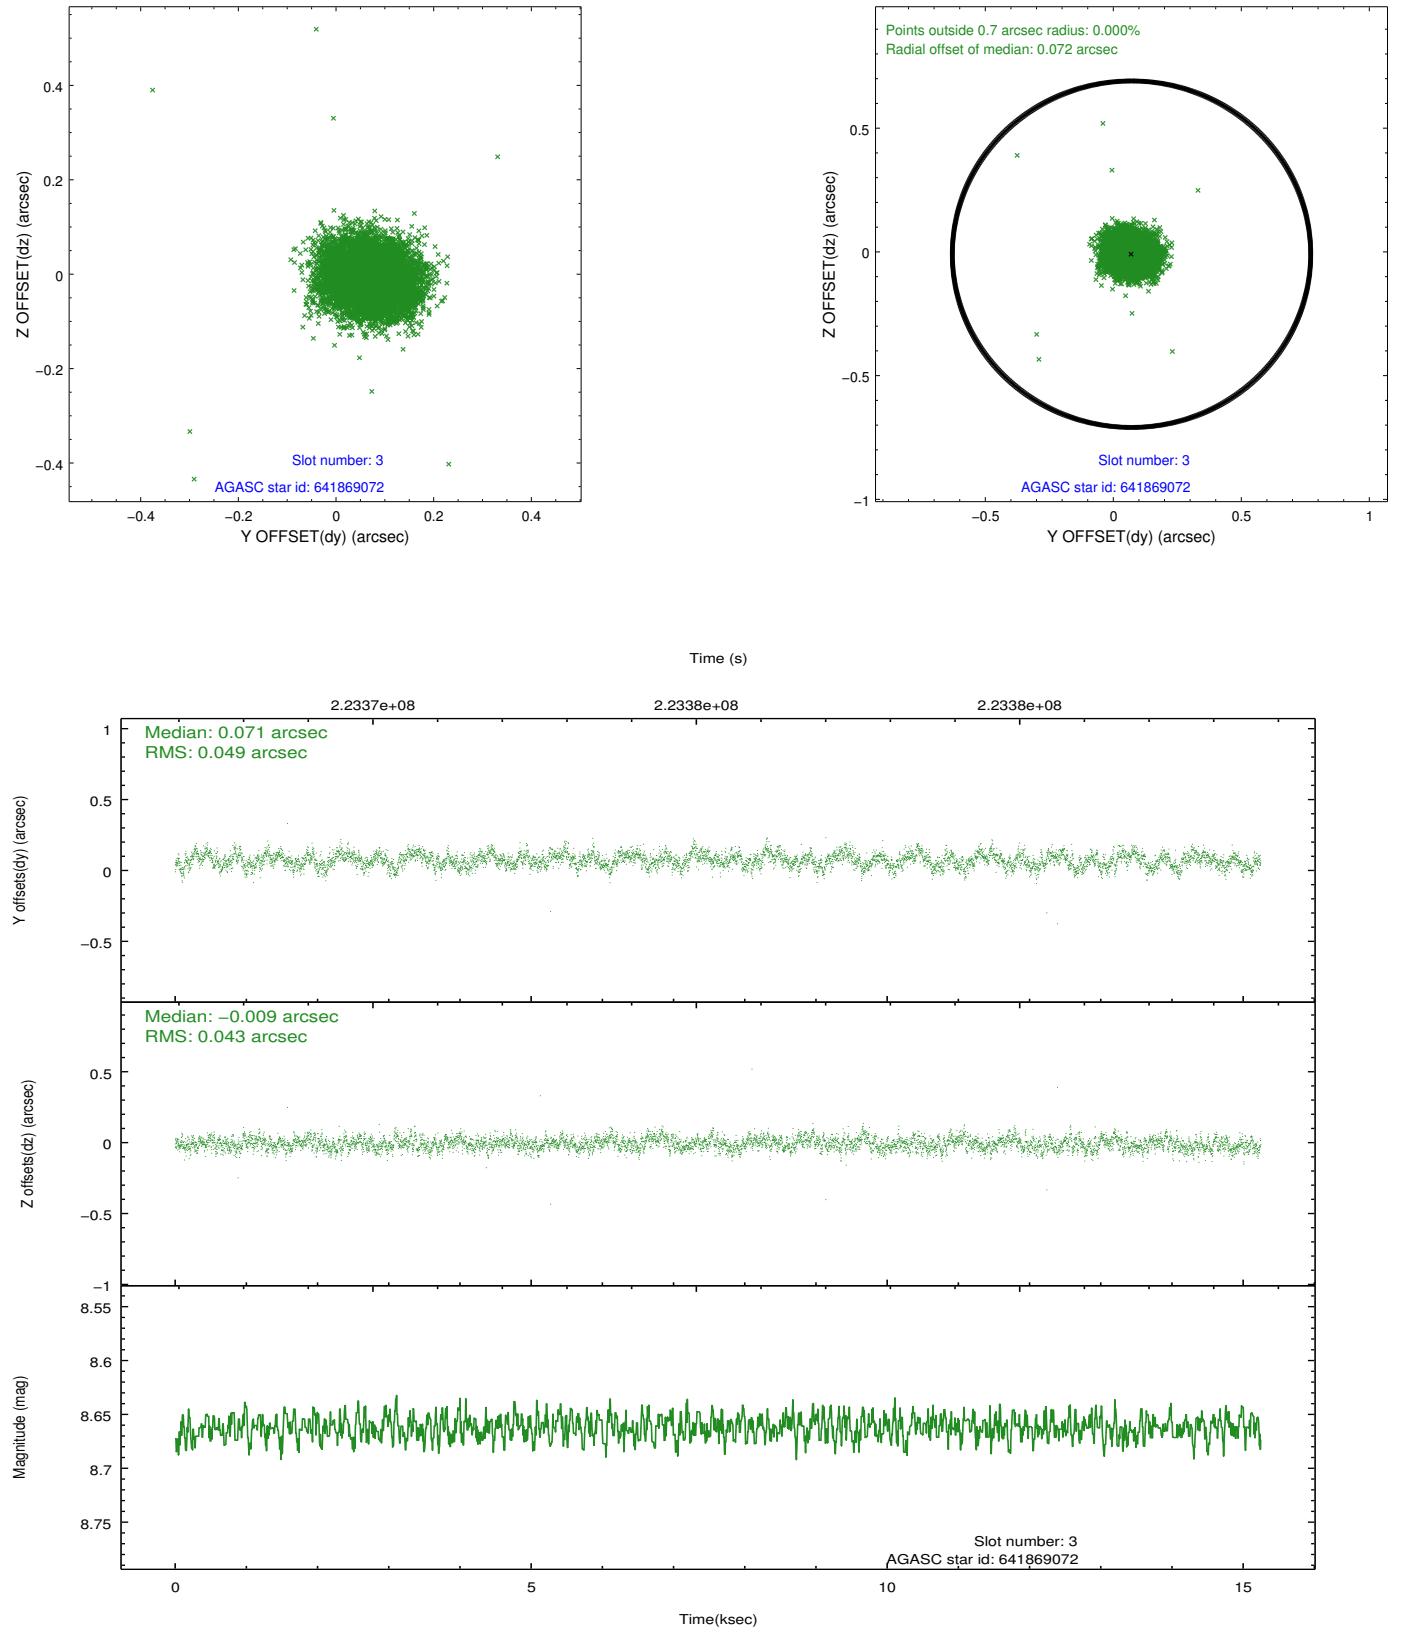 0.4
0.2
0
−0.2
−0.4
Z OFFSET(dz) (arcsec)
Slot number: 3
AGASC star id: 641869072
−0.4
−0.2
0
0.2
0.4
Y OFFSET(dy) (arcsec)
Points outside 0.7 arcsec radius: 0.000%
Radial offset of median: 0.072 arcsec
0.5
0
−0.5
−1
Z OFFSET(dz) (arcsec)
Slot number: 3
AGASC star id: 641869072
−0.5
0
0.5
1
Y OFFSET(dy) (arcsec)
Time (s)
2.2337e+08
2.2338e+08
2.2338e+08
Median: 0.071 arcsec
RMS: 0.049 arcsec
1
0.5
0
−0.5
Y offsets(dy) (arcsec)
Median: −0.009 arcsec
RMS: 0.043 arcsec
0.5
0
−0.5
−1
Z offsets(dz) (arcsec)
8.55
8.6
8.65
8.7
8.75
Magnitude (mag)
Slot number: 3
AGASC star id: 641869072
0
5
10
15
Time(ksec)